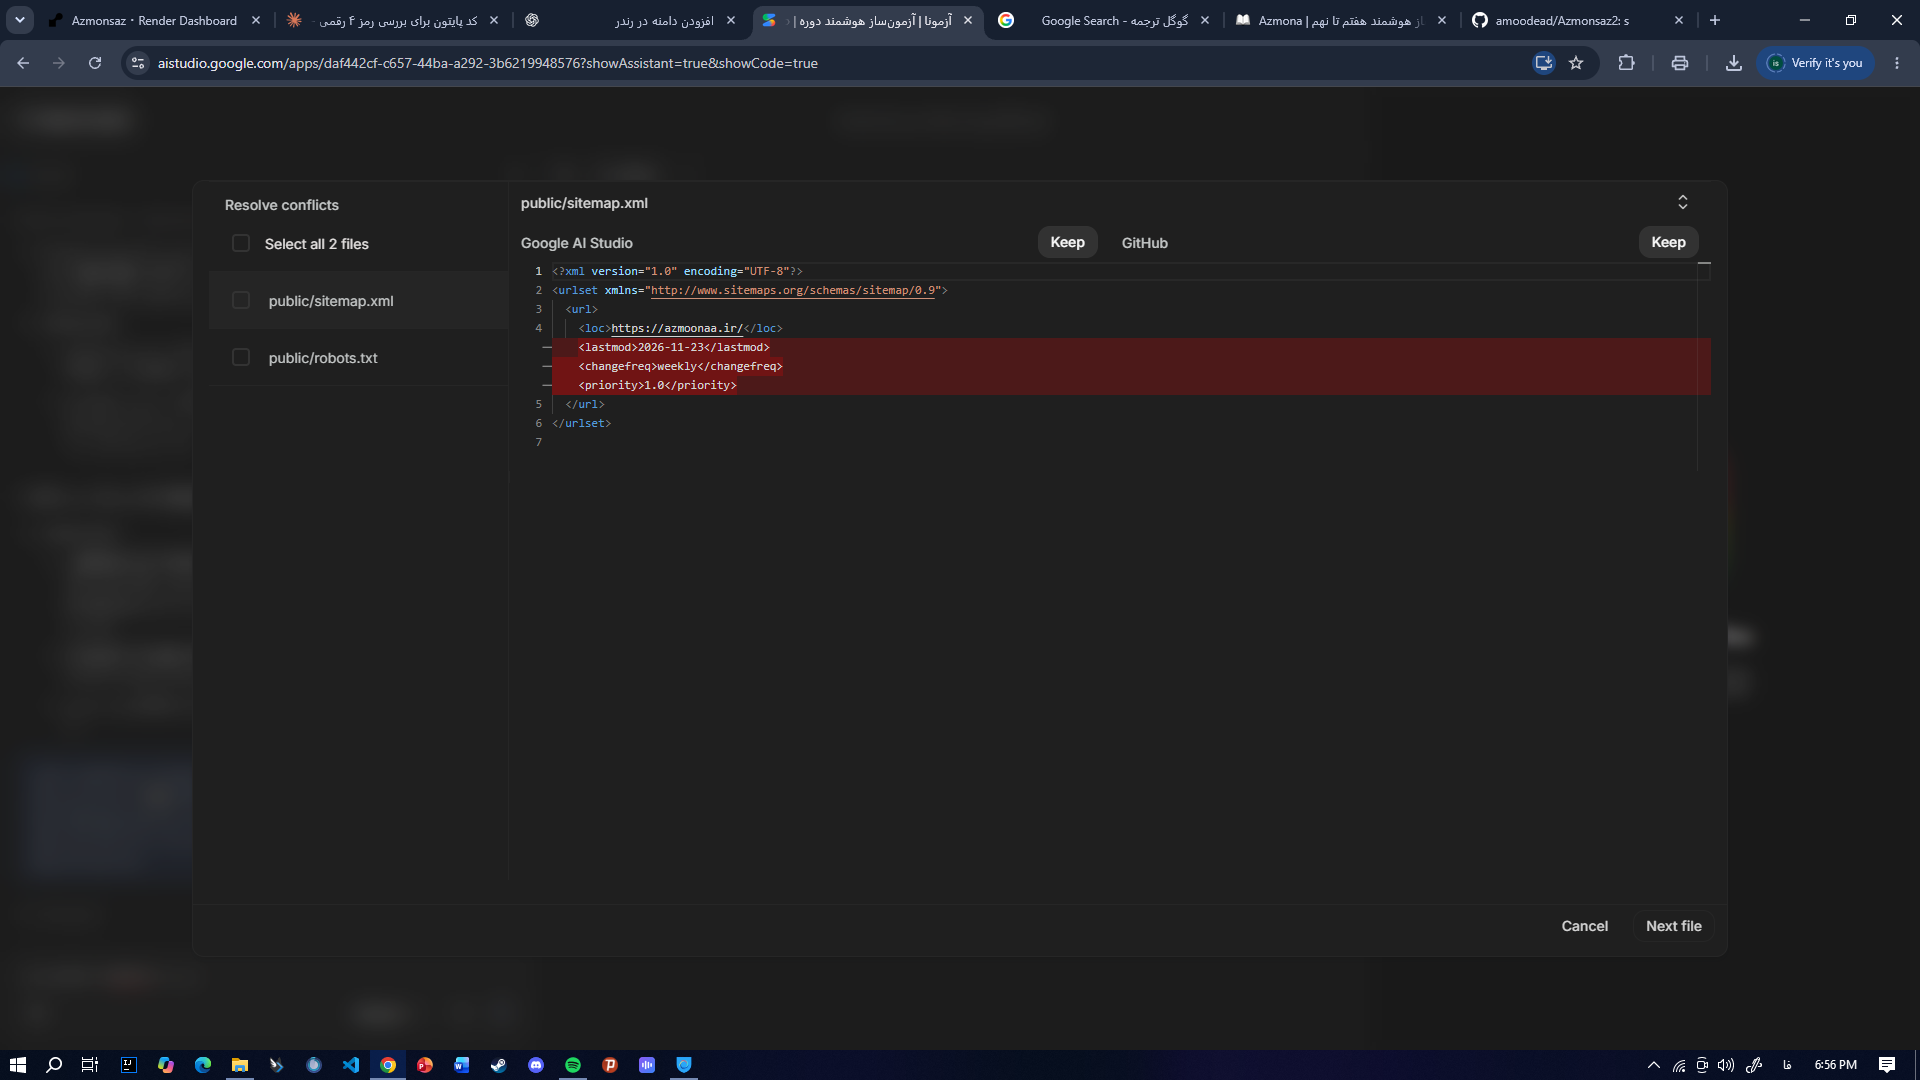 Azmonsaz · Render Dashboard
کد پایتون برای بررسی رمز ۴ رقمی -
افزودن دامنه در رندر
آزمونا | آزمون‌ساز هوشمند دوره |
گوگل ترجمه - Google Search
Azmona | از هوشمند هفتم تا نهم
amoodead/Azmonsaz2: s
aistudio.google.com/apps/daf442cf-c657-44ba-a292-3b6219948576?showAssistant=true&showCode=true
is
Verify it's you
Resolve conflicts
Select all 2 files
public/sitemap.xml
public/robots.txt
public/sitemap.xml
Google AI Studio
Keep
GitHub
Keep
1 <?xml version="1.0" encoding="UTF-8"?>
2 <urlset xmlns="http://www.sitemaps.org/schemas/sitemap/0.9">
3 <url>
4 <loc>https://azmoonaa.ir/</loc>
— <lastmod>2026-11-23</lastmod>
— <changefreq>weekly</changefreq>
— <priority>1.0</priority>
5 </url>
6 </urlset>
7
Cancel
Next file
فا
6:56 PM